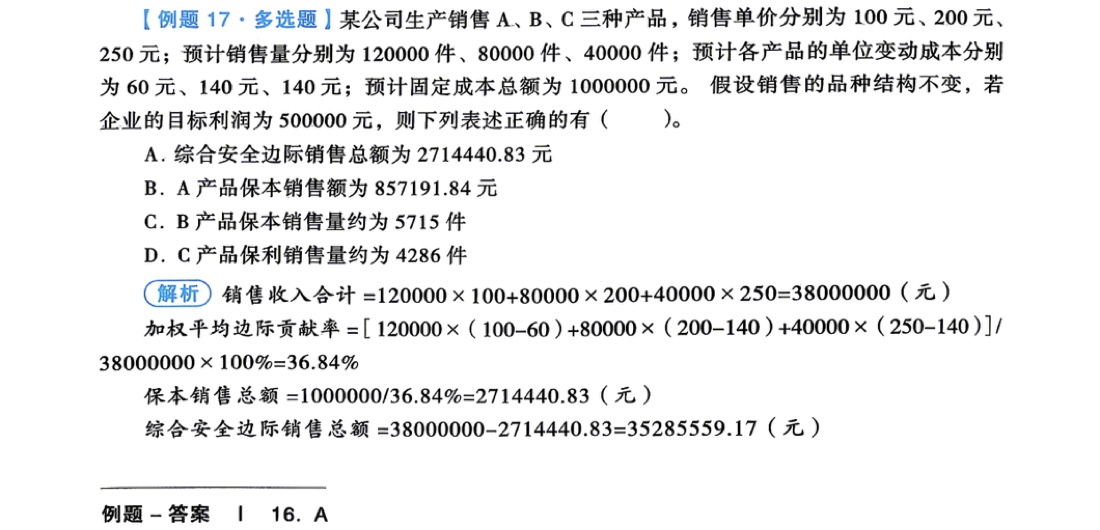 【例题 17·多选题】某公司生产销售 A、B、C 三种产品，销售单价分别为 100 元、200 元、
250 元；预计销售量分别为 120000 件、80000 件、40000 件；预计各产品的单位变动成本分别
为 60 元、140 元、140 元；预计固定成本总额为 1000000 元。 假设销售的品种结构不变，若
企业的目标利润为 500000 元，则下列表述正确的有（　　）。
A. 综合安全边际销售总额为 2714440.83 元
B. A 产品保本销售额为 857191.84 元
C. B 产品保本销售量约为 5715 件
D. C 产品保利销售量约为 4286 件
解析 销售收入合计 =120000×100+80000×200+40000×250=38000000（元）
加权平均边际贡献率 =[ 120000×（100-60）+80000×（200-140）+40000×（250-140）]/
38000000×100%=36.84%
保本销售总额 =1000000/36.84%=2714440.83（元）
综合安全边际销售总额 =38000000-2714440.83=35285559.17（元）
例题-答案 | 16. A